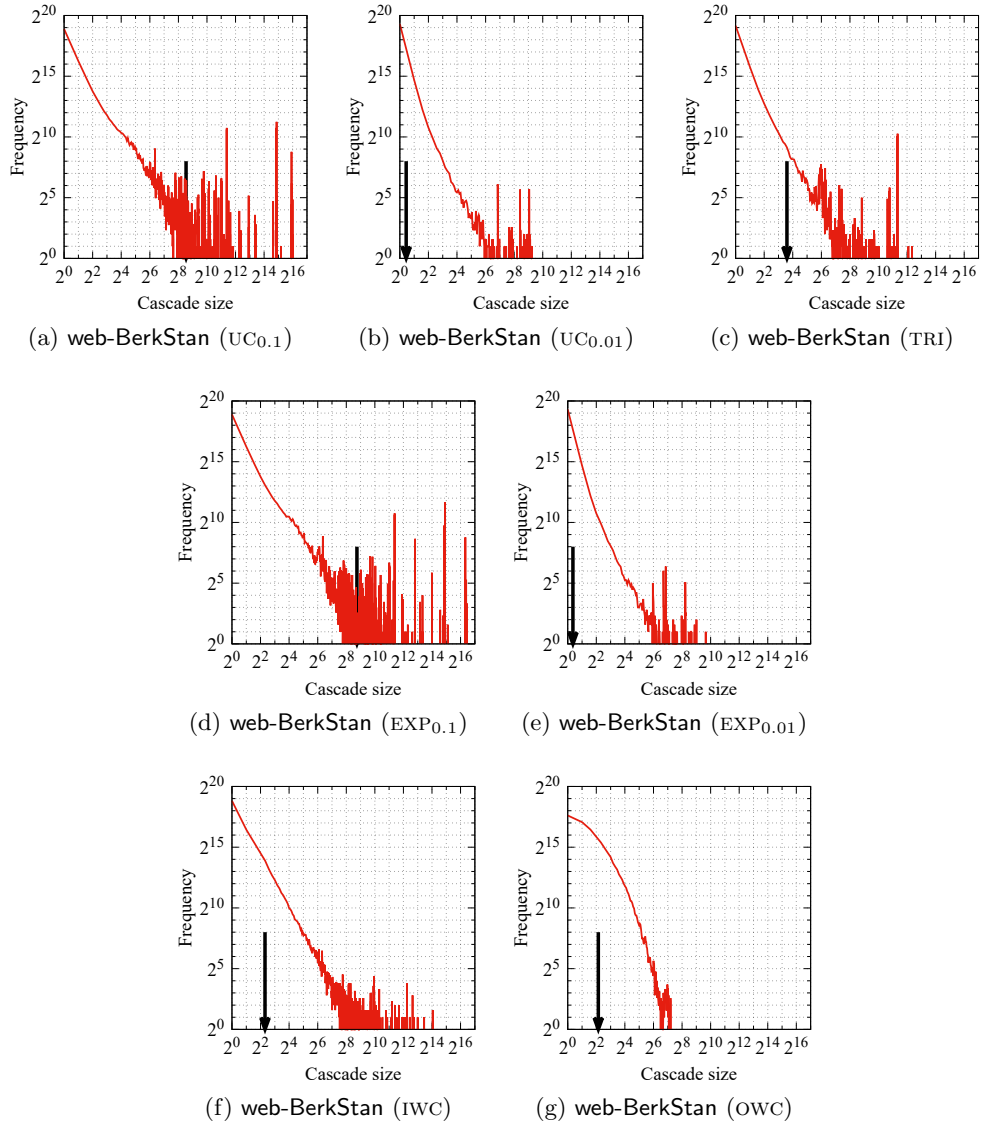 2^20
2^15
2^10
2^5
2^0
Frequency
2^0 2^2 2^4 2^6 2^8 2^10 2^12 2^14 2^16
Cascade size
(a) web-BerkStan (UC_0.1)
2^20
2^15
2^10
2^5
2^0
Frequency
2^0 2^2 2^4 2^6 2^8 2^10 2^12 2^14 2^16
Cascade size
(b) web-BerkStan (UC_0.01)
2^20
2^15
2^10
2^5
2^0
Frequency
2^0 2^2 2^4 2^6 2^8 2^10 2^12 2^14 2^16
Cascade size
(c) web-BerkStan (TRI)
2^20
2^15
2^10
2^5
2^0
Frequency
2^0 2^2 2^4 2^6 2^8 2^10 2^12 2^14 2^16
Cascade size
(d) web-BerkStan (EXP_0.1)
2^20
2^15
2^10
2^5
2^0
Frequency
2^0 2^2 2^4 2^6 2^8 2^10 2^12 2^14 2^16
Cascade size
(e) web-BerkStan (EXP_0.01)
2^20
2^15
2^10
2^5
2^0
Frequency
2^0 2^2 2^4 2^6 2^8 2^10 2^12 2^14 2^16
Cascade size
(f) web-BerkStan (IWC)
2^20
2^15
2^10
2^5
2^0
Frequency
2^0 2^2 2^4 2^6 2^8 2^10 2^12 2^14 2^16
Cascade size
(g) web-BerkStan (OWC)